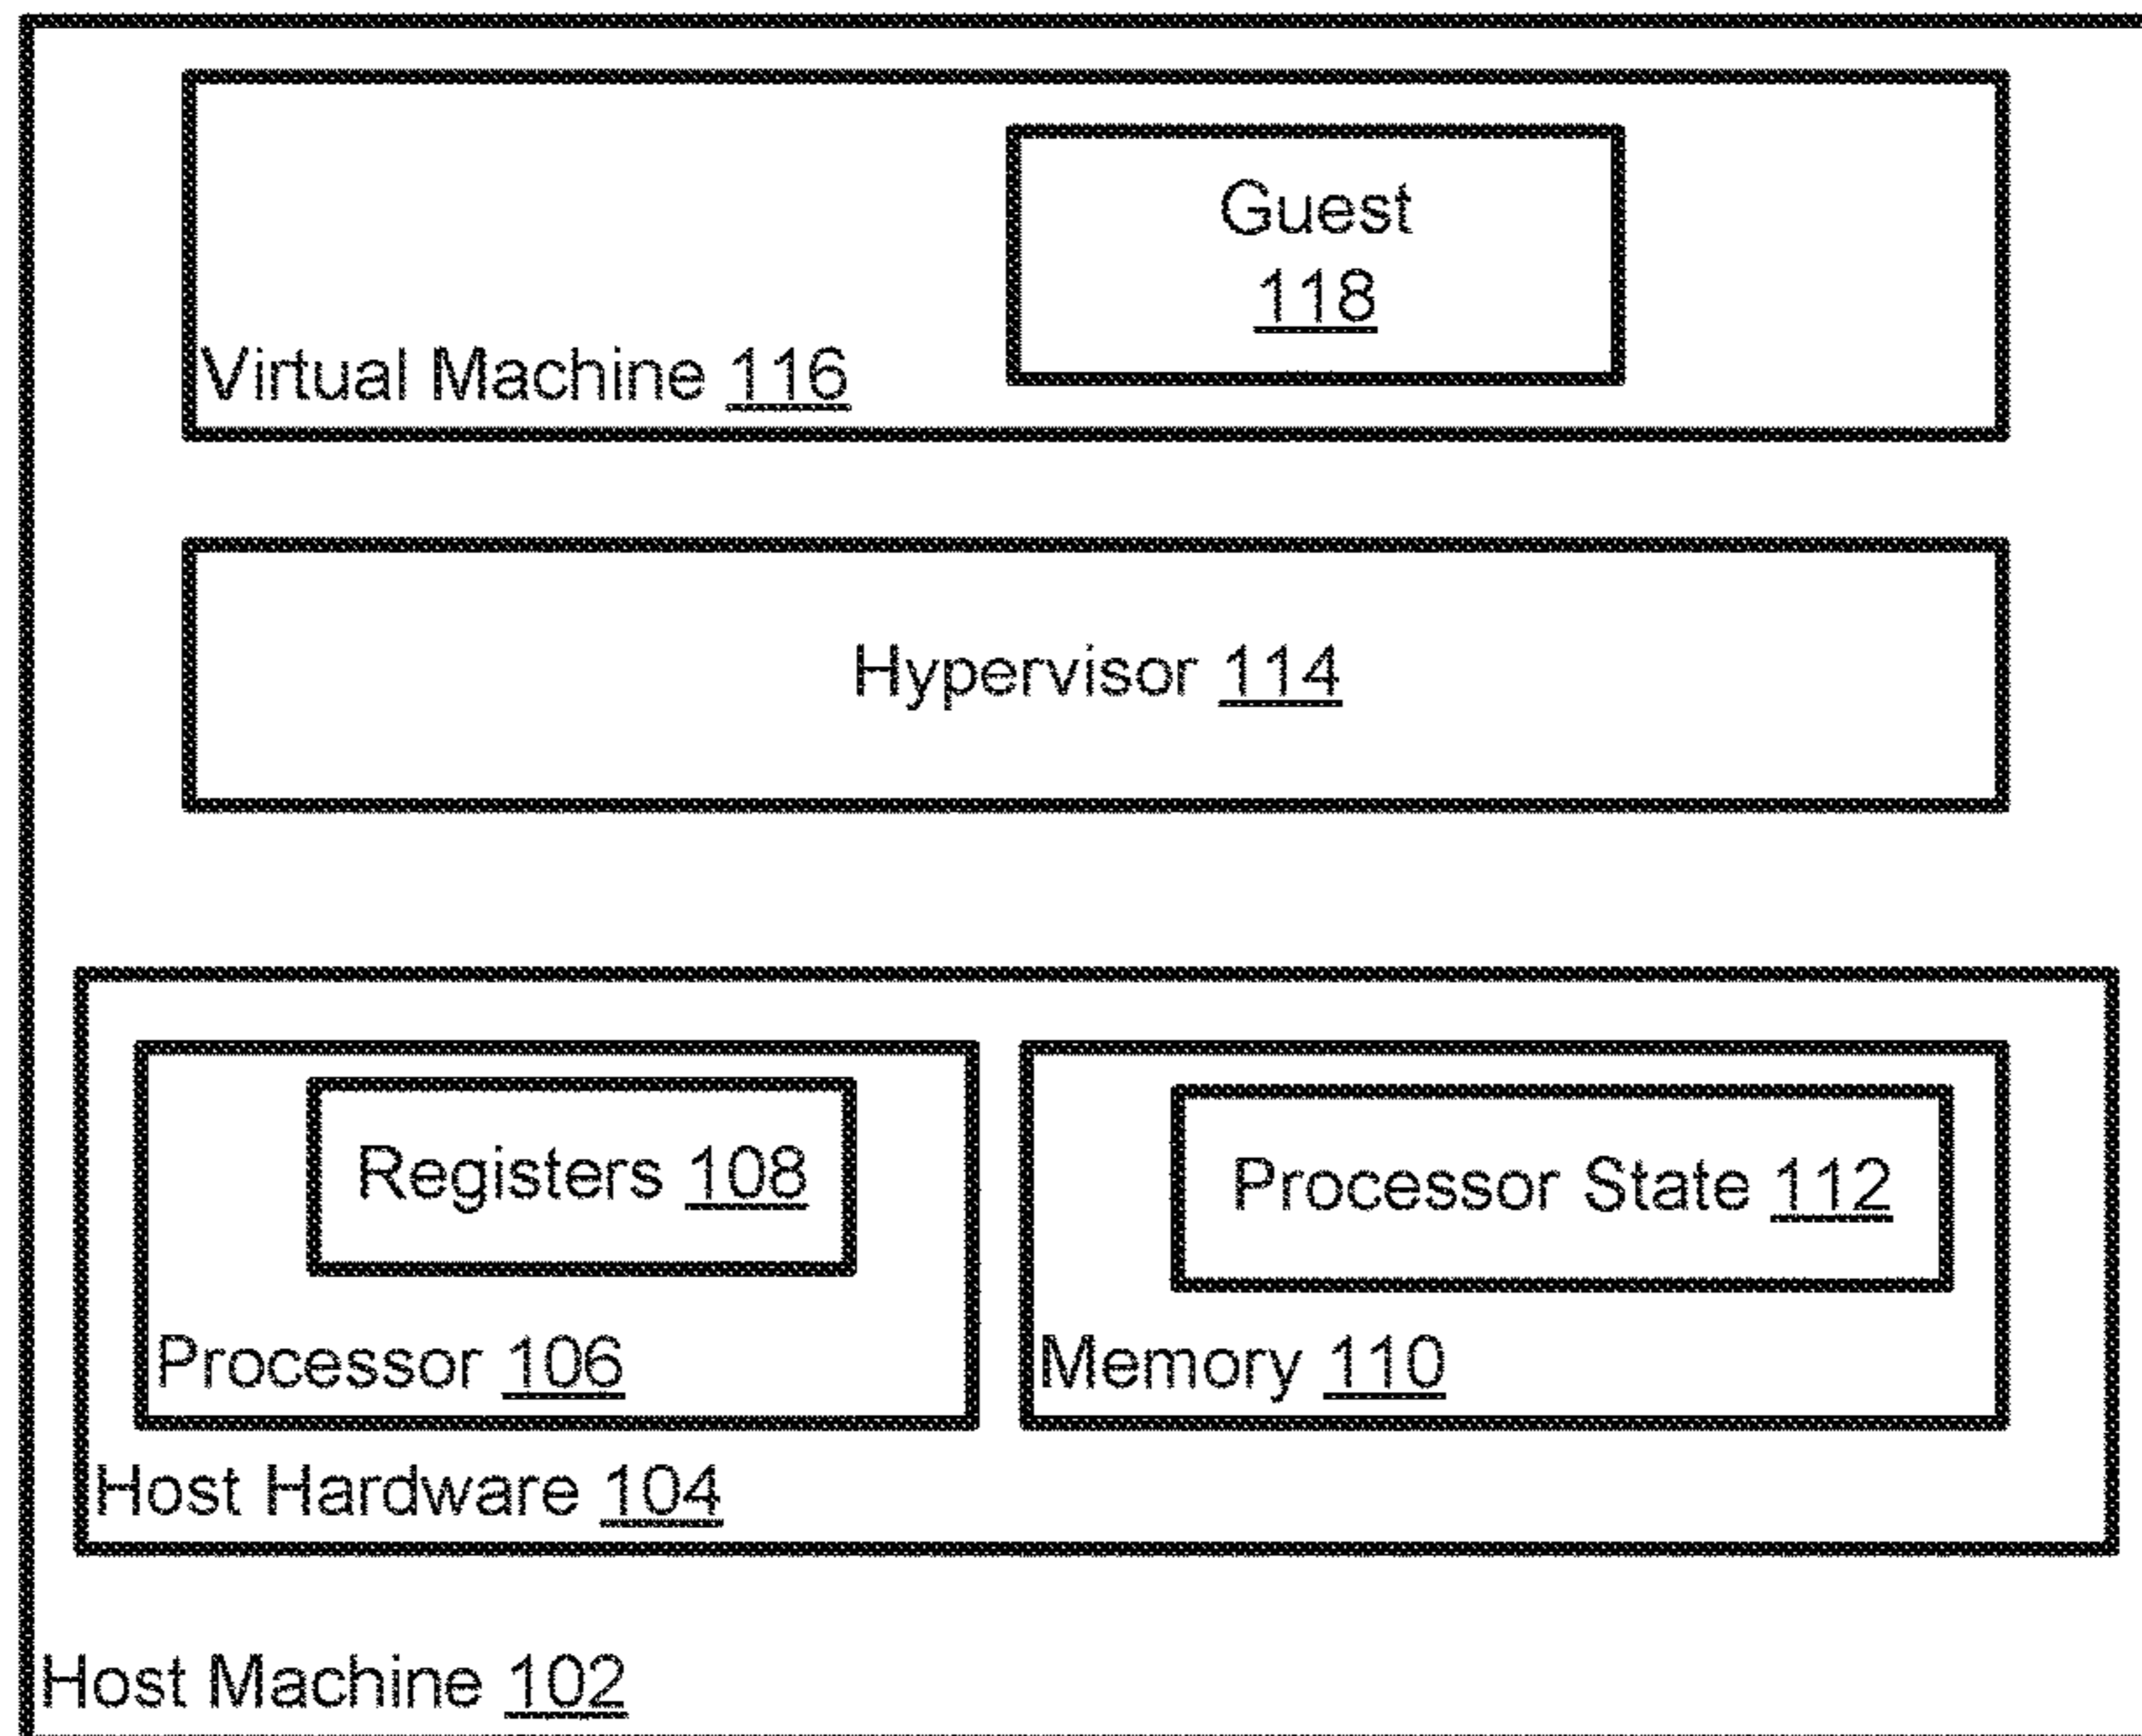 Guest
118
Virtual Machine 116
Hypervisor 114
Registers 108
Processor State 112
Processor 106
Memory 110
Host Hardware 104
Host Machine 102